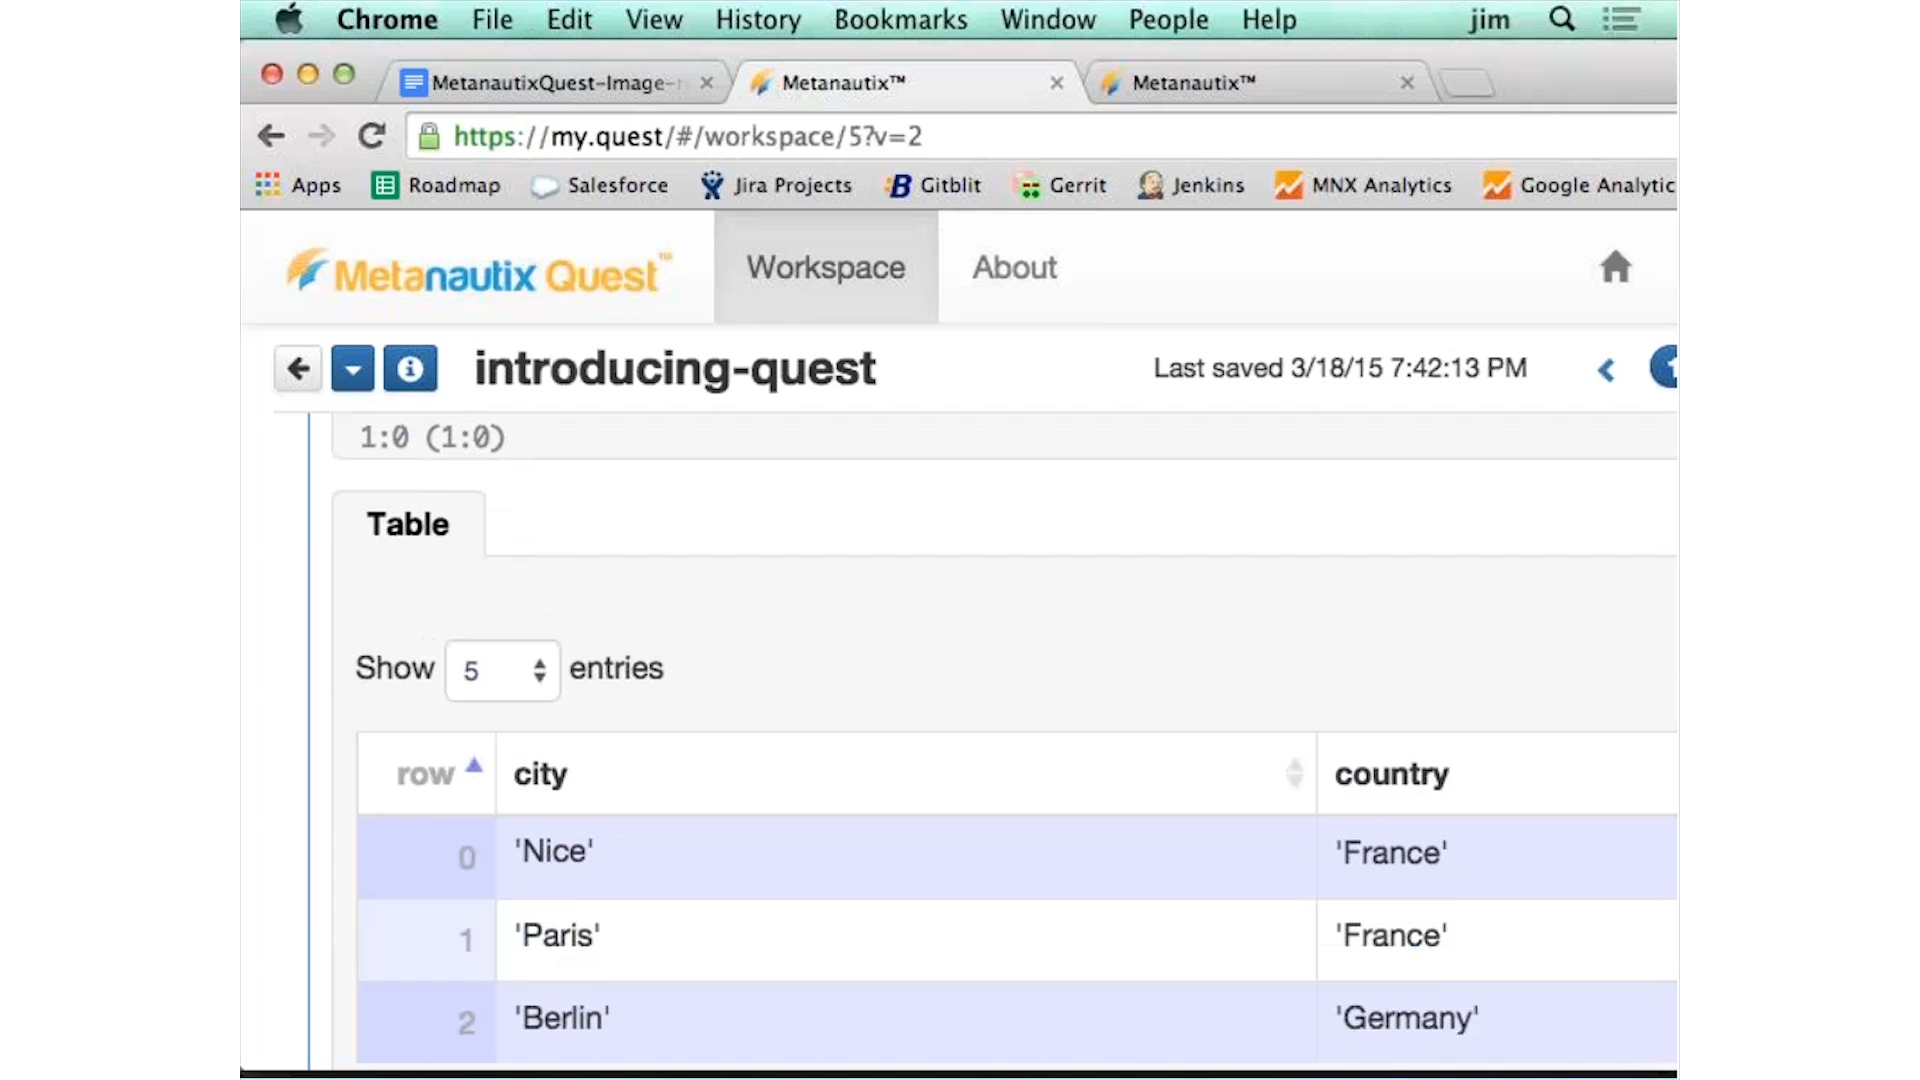 Chrome File Edit View History Bookmarks Window People Help jim
MetanautixQuest-Image- Metanautix™ Metanautix™
https://my.quest/#/workspace/5?v=2
Apps Roadmap Salesforce Jira Projects Gitblit Gerrit Jenkins MNX Analytics Google Analytic
Metanautix Quest™ Workspace About
introducing-quest Last saved 3/18/15 7:42:13 PM
1:0 (1:0)
Table
Show 5 entries
row city country
0 'Nice' 'France'
1 'Paris' 'France'
2 'Berlin' 'Germany'